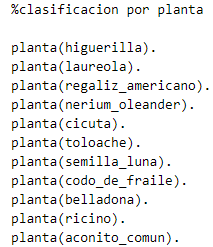 %clasificacion por planta
planta(higuerilla).
planta(laureola).
planta(regaliz_americano).
planta(nerium_oleander).
planta(cicuta).
planta(toloache).
planta(semilla_luna).
planta(codo_de_fraile).
planta(belladona).
planta(ricino).
planta(aconito_comun).